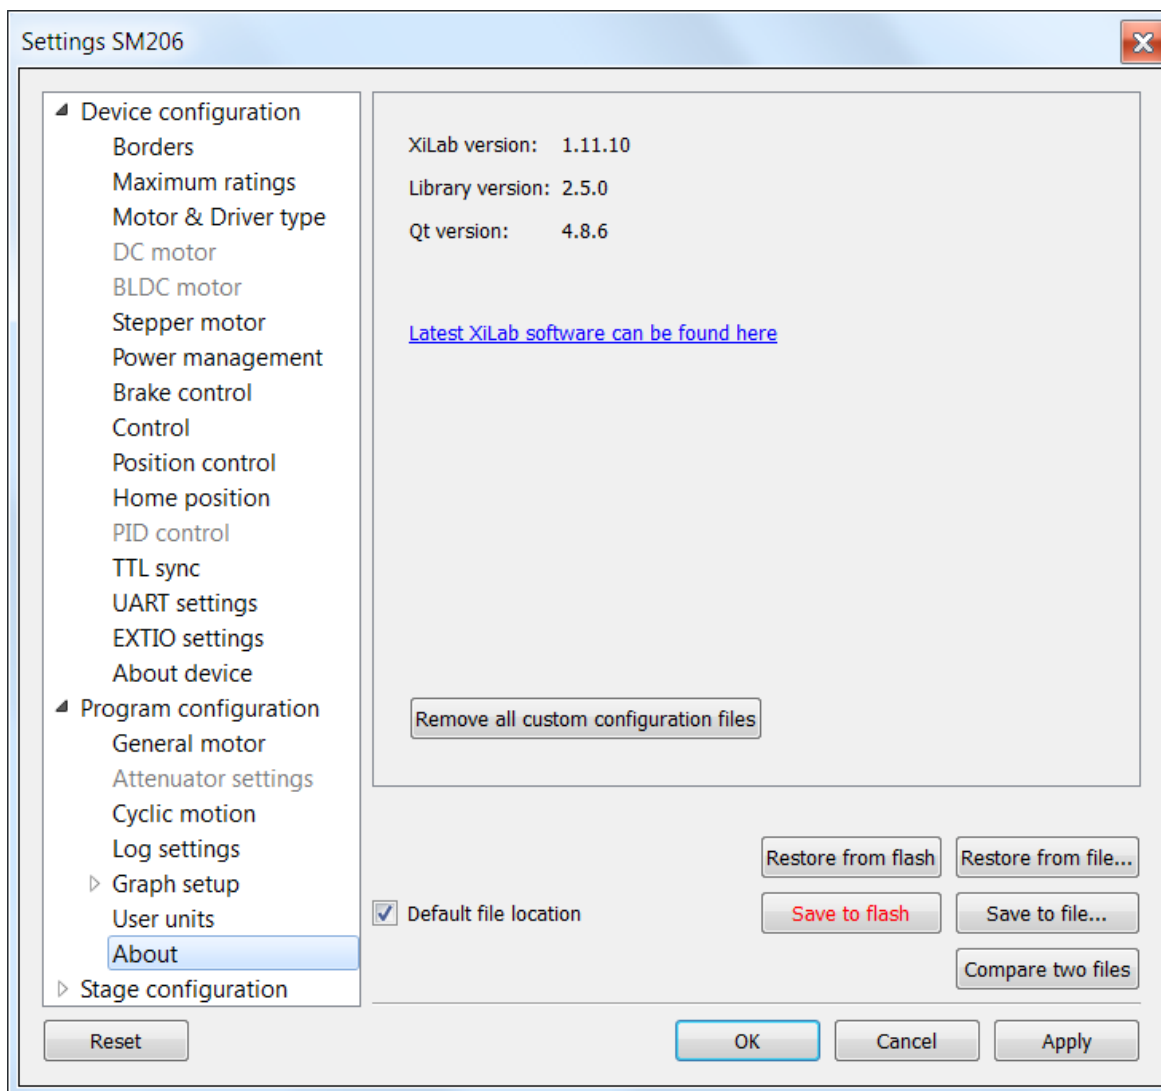 Settings SM206
Device configuration
Borders
Maximum ratings
Motor & Driver type
DC motor
BLDC motor
Stepper motor
Power management
Brake control
Control
Position control
Home position
PID control
TTL sync
UART settings
EXTIO settings
About device
Program configuration
General motor
Attenuator settings
Cyclic motion
Log settings
Graph setup
User units
About
Stage configuration
XiLab version: 1.11.10
Library version: 2.5.0
Qt version: 4.8.6
Latest XiLab software can be found here
Remove all custom configuration files
Restore from flash Restore from file...
Default file location Save to flash Save to file...
Compare two files
Reset OK Cancel Apply